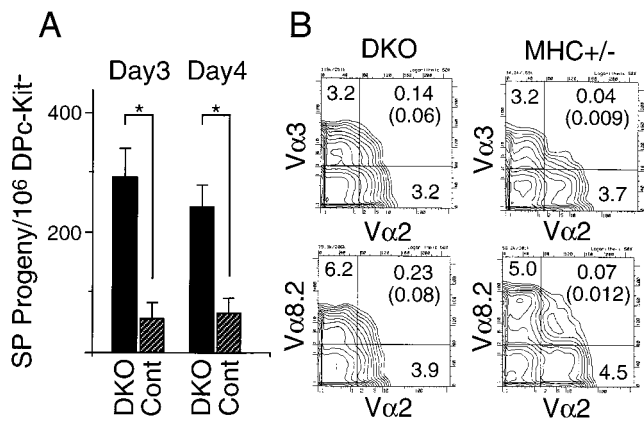 A
Day3 Day4
*
*
400
200
0
SP Progeny/10⁶ DPc-Kit-
DKO
Cont
DKO
Cont
B
DKO
MHC+/-
3.2
0.14
(0.06)
3.2
Vα3
Vα2
3.2
0.04
(0.009)
3.7
Vα3
Vα2
6.2
0.23
(0.08)
3.9
Vα8.2
Vα2
5.0
0.07
(0.012)
4.5
Vα8.2
Vα2